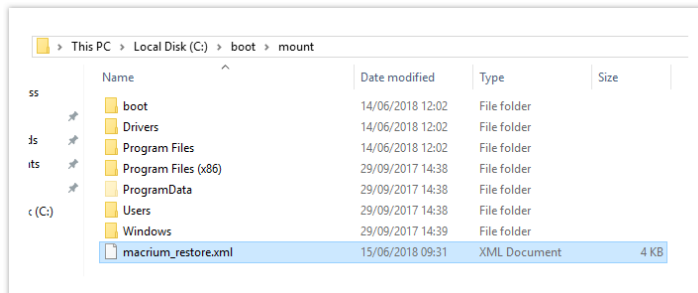 This PC > Local Disk (C:) > boot > mount
Name Date modified Type Size
ss
boot 14/06/2018 12:02 File folder
Drivers 14/06/2018 12:02 File folder
ds
Program Files 14/06/2018 12:02 File folder
its
Program Files (x86) 29/09/2017 14:38 File folder
ProgramData 29/09/2017 14:38 File folder
(C:) Users 29/09/2017 14:38 File folder
Windows 29/09/2017 14:39 File folder
macrium_restore.xml 15/06/2018 09:31 XML Document 4 KB